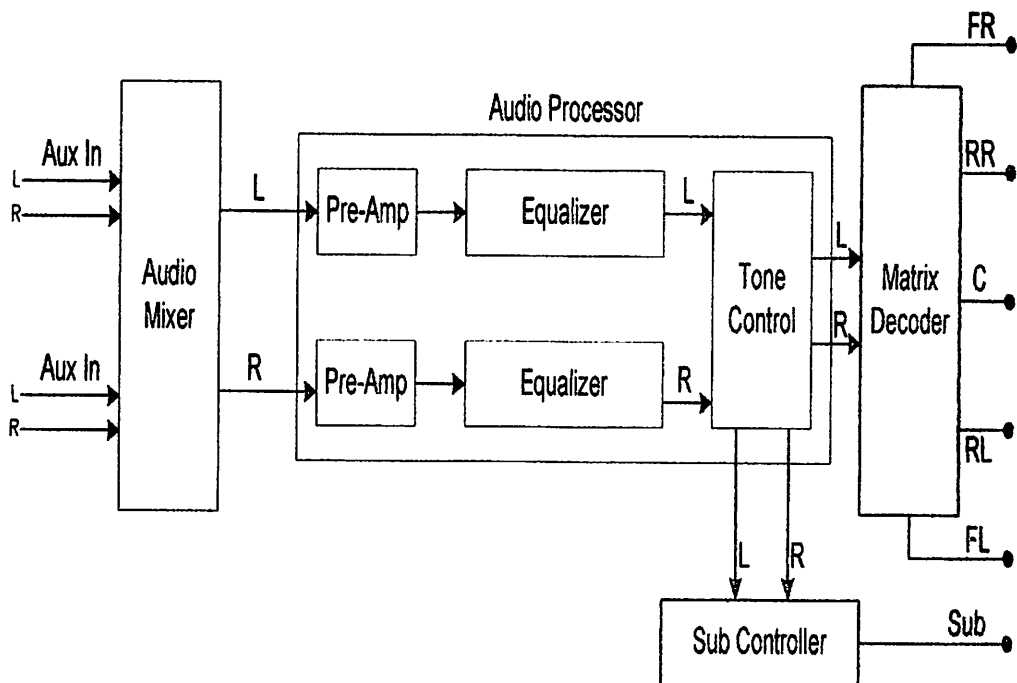 FR
Audio Processor
Aux In
L
R
L
Pre-Amp
Equalizer
L
RR
Audio
Mixer
Tone
Control
L
R
Matrix
Decoder
C
Aux In
L
R
R
Pre-Amp
Equalizer
R
RL
FL
L
R
Sub Controller
Sub